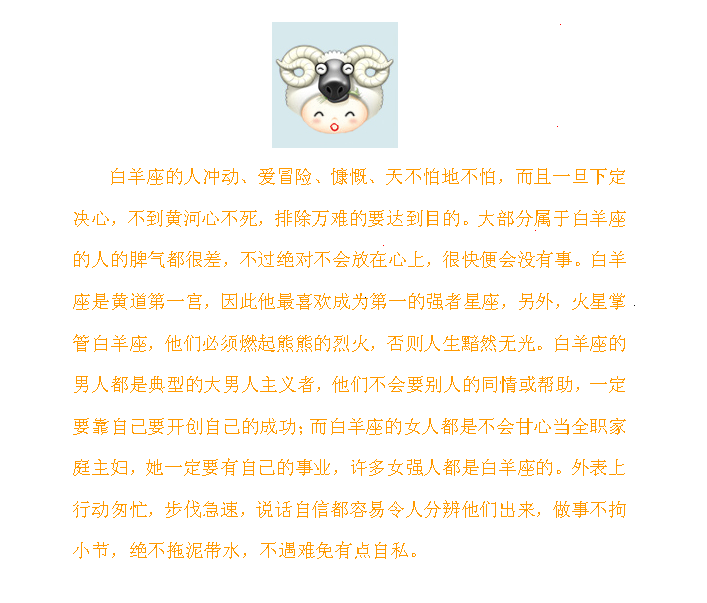 白羊座的人冲动、爱冒险、慷慨、天不怕地不怕，而且一旦下定
决心，不到黄河心不死，排除万难的要达到目的。大部分属于白羊座
的人的脾气都很差，不过绝对不会放在心上，很快便会没有事。白羊
座是黄道第一宫，因此他最喜欢成为第一的强者星座，另外，火星掌
管白羊座，他们必须燃起熊熊的烈火，否则人生黯然无光。白羊座的
男人都是典型的大男人主义者，他们不会要别人的同情或帮助，一定
要靠自己要开创自己的成功；而白羊座的女人都是不会甘心当全职家
庭主妇，她一定要有自己的事业，许多女强人都是白羊座的。外表上
行动匆忙，步伐急速，说话自信都容易令人分辨他们出来，做事不拘
小节，绝不拖泥带水，不遇难免有点自私。